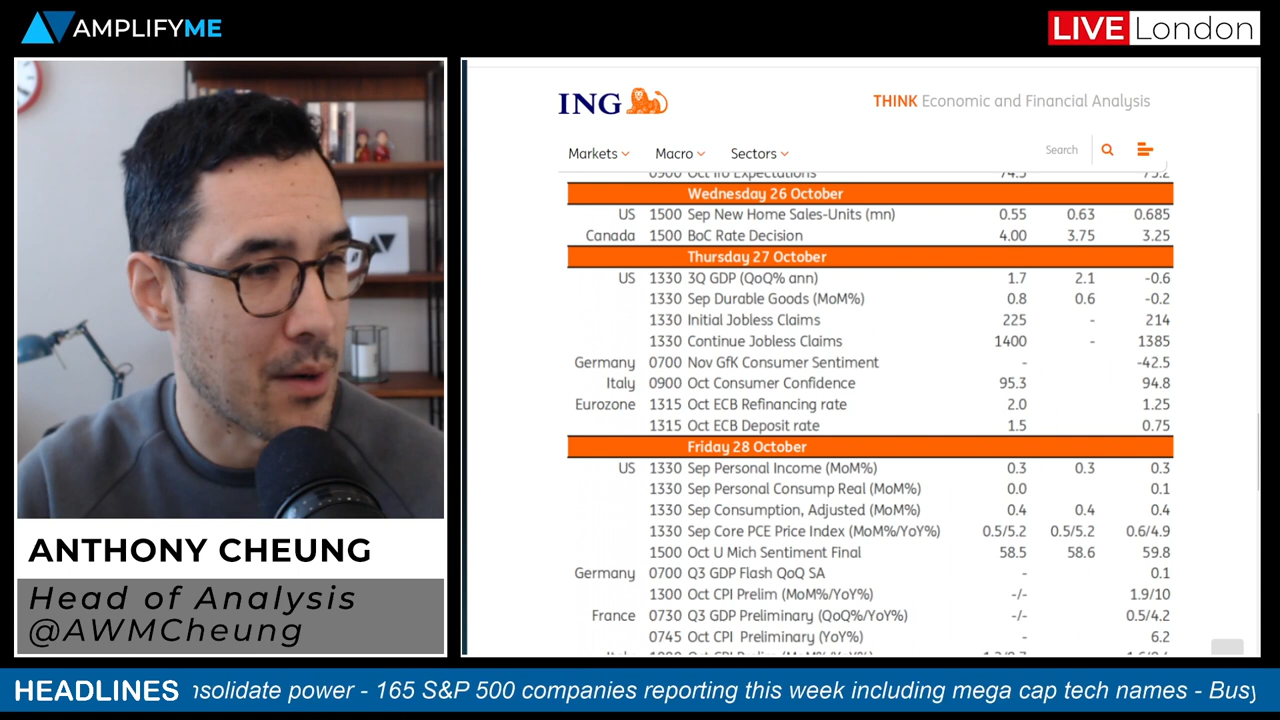 AMPLIFYME
LIVE London
ING
THINK Economic and Financial Analysis
Markets Macro Sectors Search
0900 Oct Ifo Expectations 74.5 75.2
Wednesday 26 October
US 1500 Sep New Home Sales-Units (mn) 0.55 0.63 0.685
Canada 1500 BoC Rate Decision 4.00 3.75 3.25
Thursday 27 October
US 1330 3Q GDP (QoQ% ann) 1.7 2.1 -0.6
1330 Sep Durable Goods (MoM%) 0.8 0.6 -0.2
1330 Initial Jobless Claims 225 - 214
1330 Continue Jobless Claims 1400 - 1385
Germany 0700 Nov GfK Consumer Sentiment - -42.5
Italy 0900 Oct Consumer Confidence 95.3 94.8
Eurozone 1315 Oct ECB Refinancing rate 2.0 1.25
1315 Oct ECB Deposit rate 1.5 0.75
Friday 28 October
US 1330 Sep Personal Income (MoM%) 0.3 0.3 0.3
1330 Sep Personal Consump Real (MoM%) 0.0 0.1
1330 Sep Consumption, Adjusted (MoM%) 0.4 0.4 0.4
1330 Sep Core PCE Price Index (MoM%/YoY%) 0.5/5.2 0.5/5.2 0.6/4.9
1500 Oct U Mich Sentiment Final 58.5 58.6 59.8
Germany 0700 Q3 GDP Flash QoQ SA - 0.1
1300 Oct CPI Prelim (MoM%/YoY%) -/- 1.9/10
France 0730 Q3 GDP Preliminary (QoQ%/YoY%) -/- 0.5/4.2
0745 Oct CPI Preliminary (YoY%) - 6.2
ANTHONY CHEUNG
Head of Analysis
@AWMCheung
HEADLINES nsolidate power - 165 S&P 500 companies reporting this week including mega cap tech names - Busy